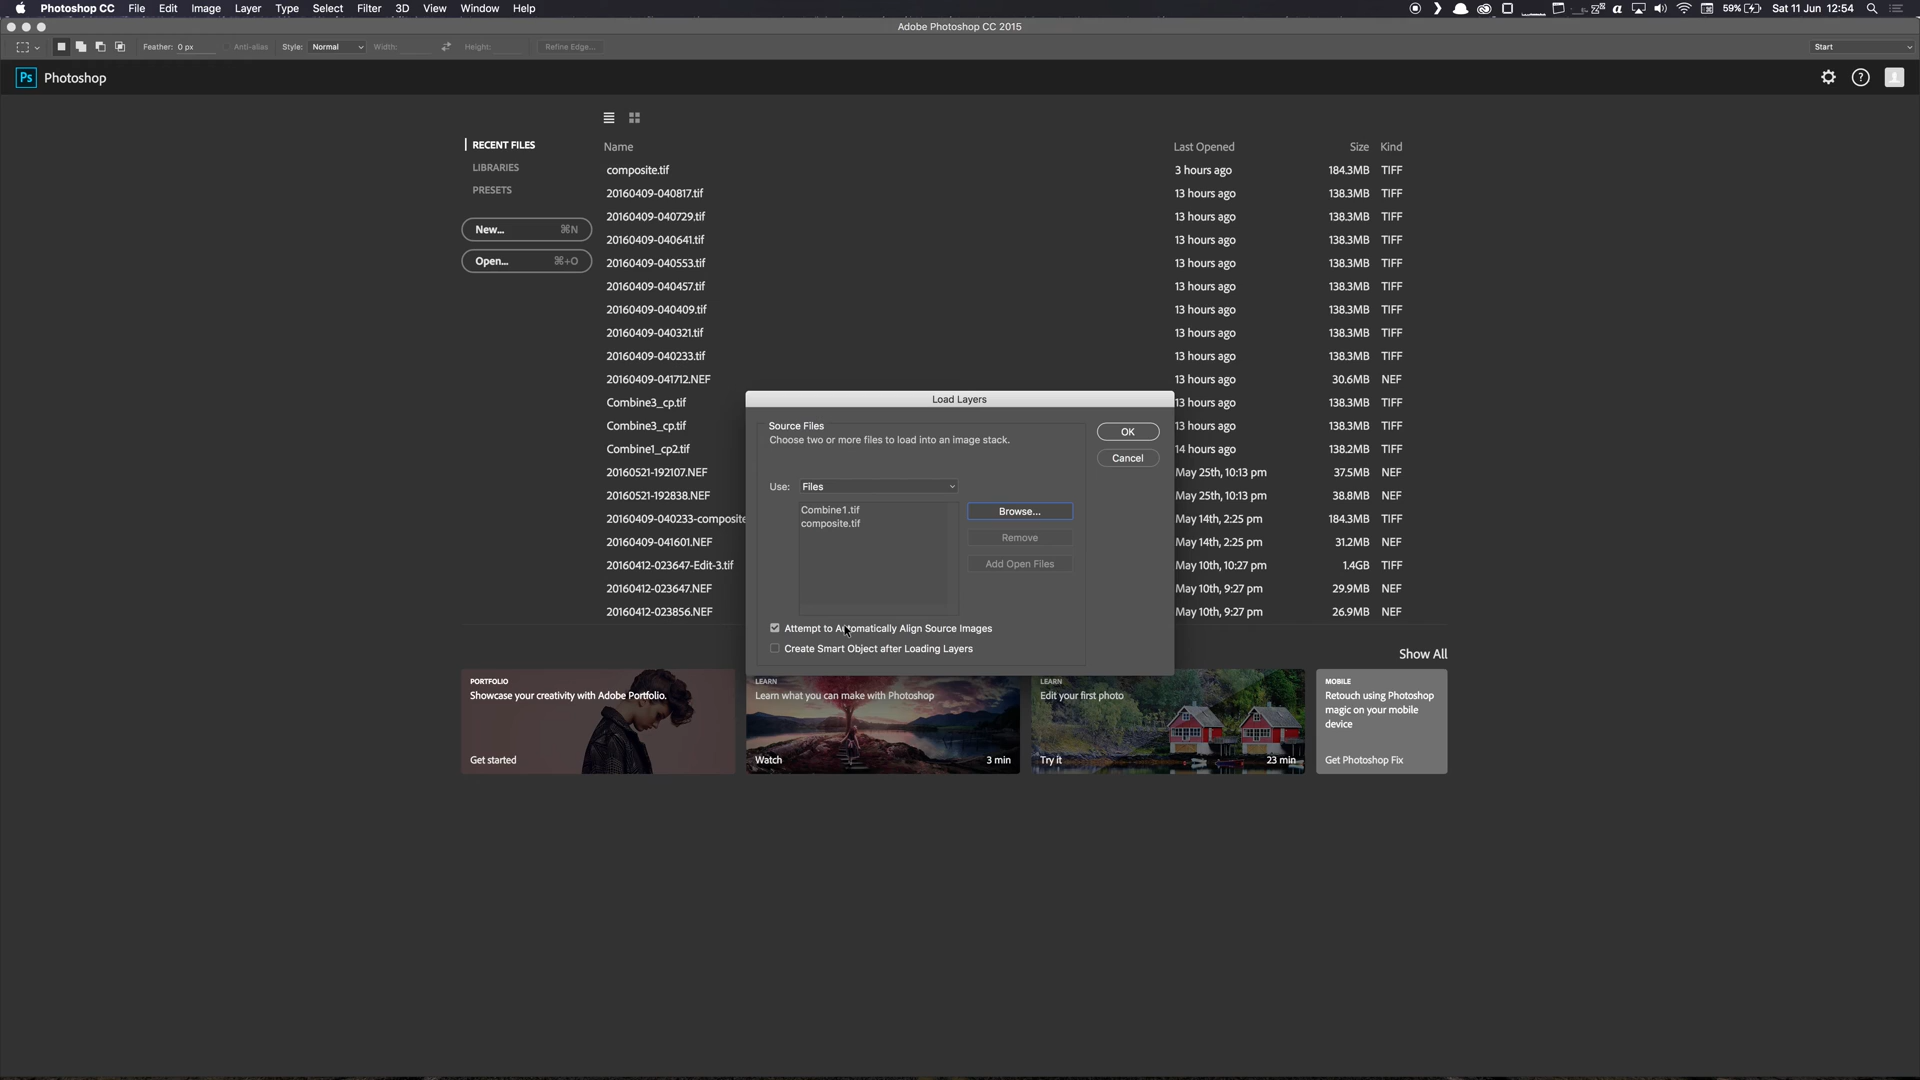 Photoshop CC File Edit Image Layer Type Select Filter 3D View Window Help 59% Sat 11 Jun 12:54
Adobe Photoshop CC 2015
Feather: 0 px Anti-alias Style: Normal Width: Height: Refine Edge... Start
Ps Photoshop
RECENT FILES
LIBRARIES
PRESETS
New... ⌘N
Open... ⌘+O
Name Last Opened Size Kind
composite.tif 3 hours ago 184.3MB TIFF
20160409-040817.tif 13 hours ago 138.3MB TIFF
20160409-040729.tif 13 hours ago 138.3MB TIFF
20160409-040641.tif 13 hours ago 138.3MB TIFF
20160409-040553.tif 13 hours ago 138.3MB TIFF
20160409-040457.tif 13 hours ago 138.3MB TIFF
20160409-040409.tif 13 hours ago 138.3MB TIFF
20160409-040321.tif 13 hours ago 138.3MB TIFF
20160409-040233.tif 13 hours ago 138.3MB TIFF
20160409-041712.NEF 13 hours ago 30.6MB NEF
Combine3_cp.tif 13 hours ago 138.3MB TIFF
Combine3_cp.tif 13 hours ago 138.3MB TIFF
Combine1_cp2.tif 14 hours ago 138.2MB TIFF
20160521-192107.NEF May 25th, 10:13 pm 37.5MB NEF
20160521-192838.NEF May 25th, 10:13 pm 38.8MB NEF
20160409-040233-composite May 14th, 2:25 pm 184.3MB TIFF
20160409-041601.NEF May 14th, 2:25 pm 31.2MB NEF
20160412-023647-Edit-3.tif May 10th, 10:27 pm 1.4GB TIFF
20160412-023647.NEF May 10th, 9:27 pm 29.9MB NEF
20160412-023856.NEF May 10th, 9:27 pm 26.9MB NEF
Load Layers
Source Files
Choose two or more files to load into an image stack.
OK
Cancel
Use: Files
Combine1.tif
composite.tif
Browse...
Remove
Add Open Files
Attempt to Automatically Align Source Images
Create Smart Object after Loading Layers
Show All
PORTFOLIO
Showcase your creativity with Adobe Portfolio.
Get started
LEARN
Learn what you can make with Photoshop
Watch 3 min
LEARN
Edit your first photo
Try it 23 min
MOBILE
Retouch using Photoshop
magic on your mobile
device
Get Photoshop Fix